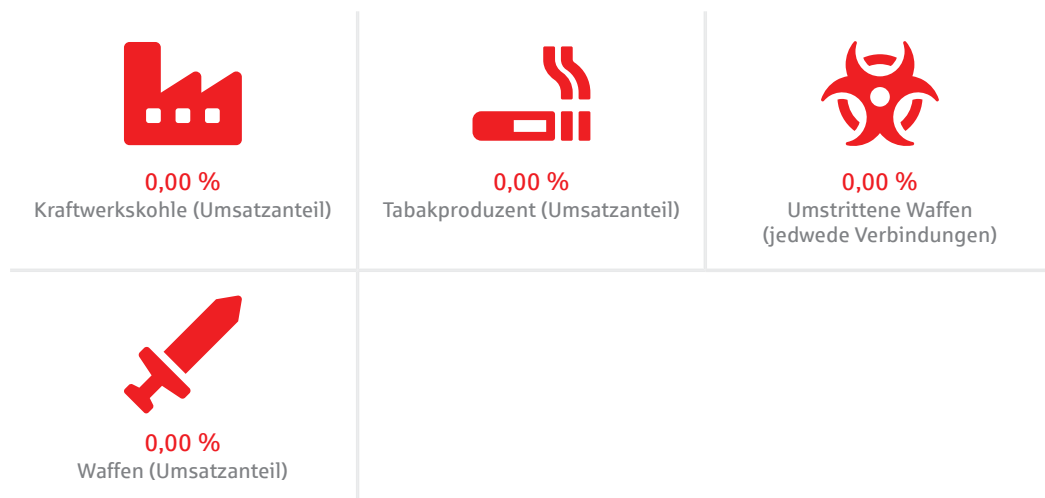 0,00 %
Kraftwerkskohle (Umsatzanteil)
0,00 %
Tabakproduzent (Umsatzanteil)
0,00 %
Umstrittene Waffen
(jedwede Verbindungen)
0,00 %
Waffen (Umsatzanteil)